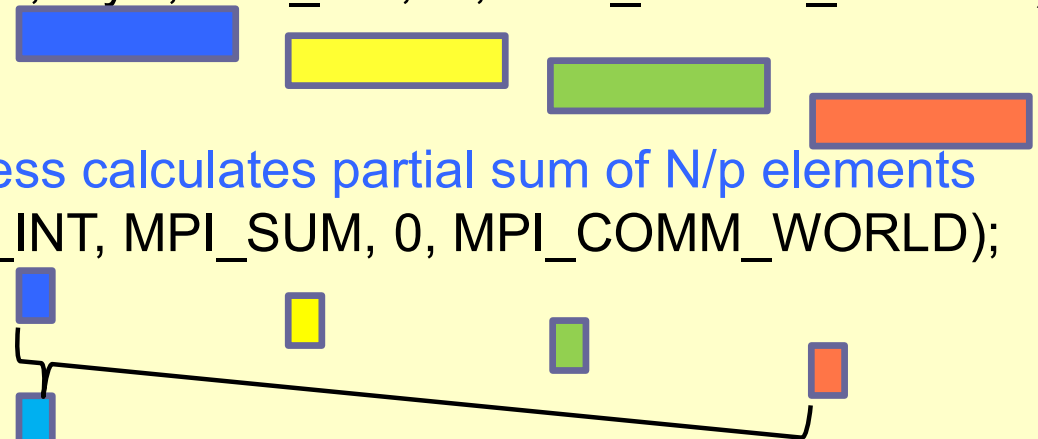 ess calculates partial sum of N/p elements
_INT, MPI_SUM, 0, MPI_COMM_WORLD);